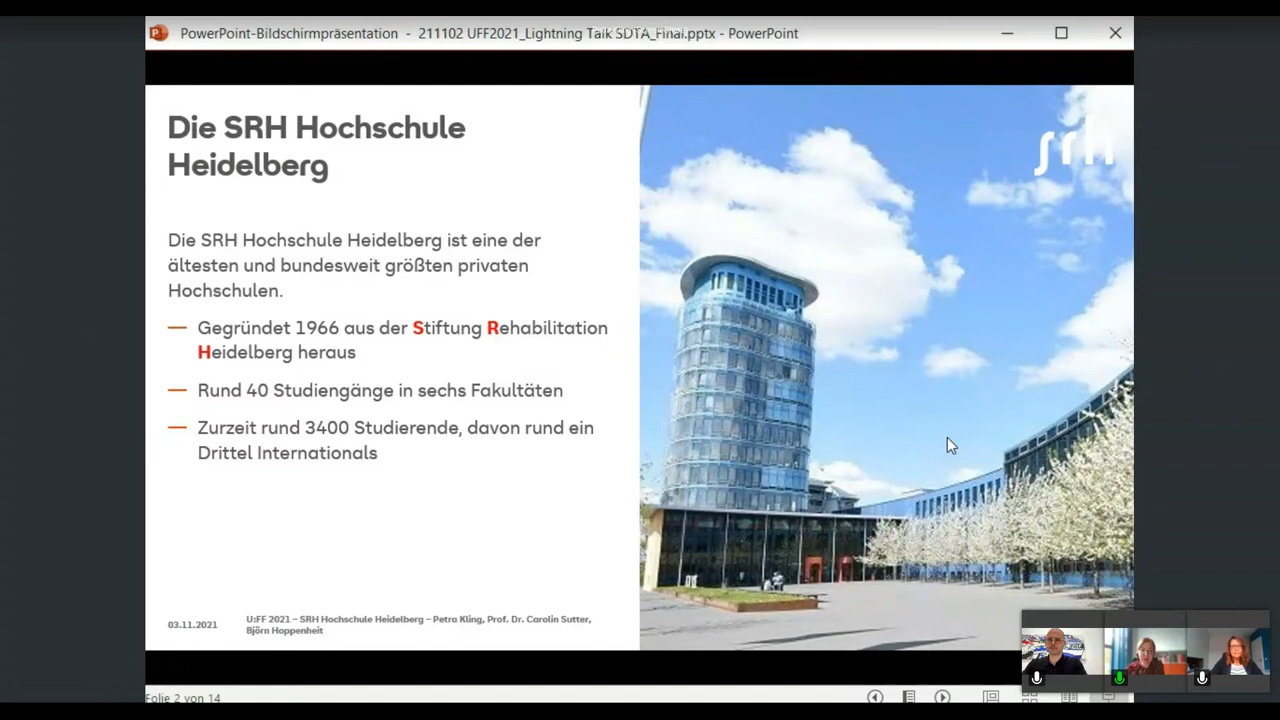 PowerPoint-Bildschirmpräsentation - 211102 UFF2021_Lightning Talk SDTA_Final.pptx - PowerPoint
Die SRH Hochschule
Heidelberg
srh
Die SRH Hochschule Heidelberg ist eine der
ältesten und bundesweit größten privaten
Hochschulen.
— Gegründet 1966 aus der Stiftung Rehabilitation
Heidelberg heraus
— Rund 40 Studiengänge in sechs Fakultäten
— Zurzeit rund 3400 Studierende, davon rund ein
Drittel Internationals
03.11.2021
U:FF 2021 – SRH Hochschule Heidelberg – Petra Kling, Prof. Dr. Carolin Sutter,
Björn Hoppenheit
Folie 2 von 14